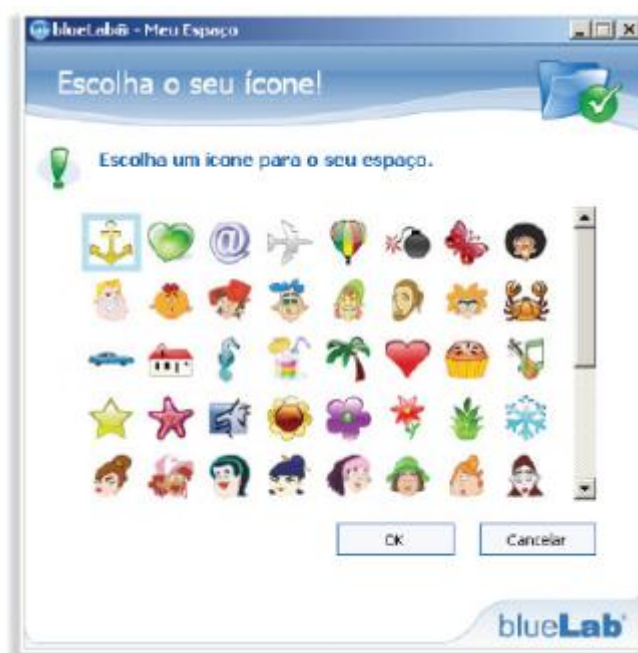 blueLab® - Meu Espaço
Escolha o seu ícone!
Escolha um ícone para o seu espaço.
OK
Cancelar
blueLab